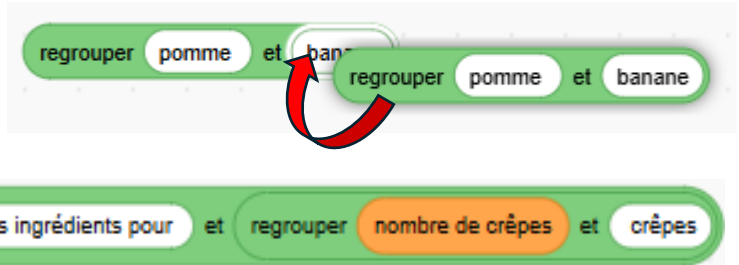 regrouper pomme et
regrouper pomme et banane
ingrédients pour et regrouper nombre de crêpes et crêpes